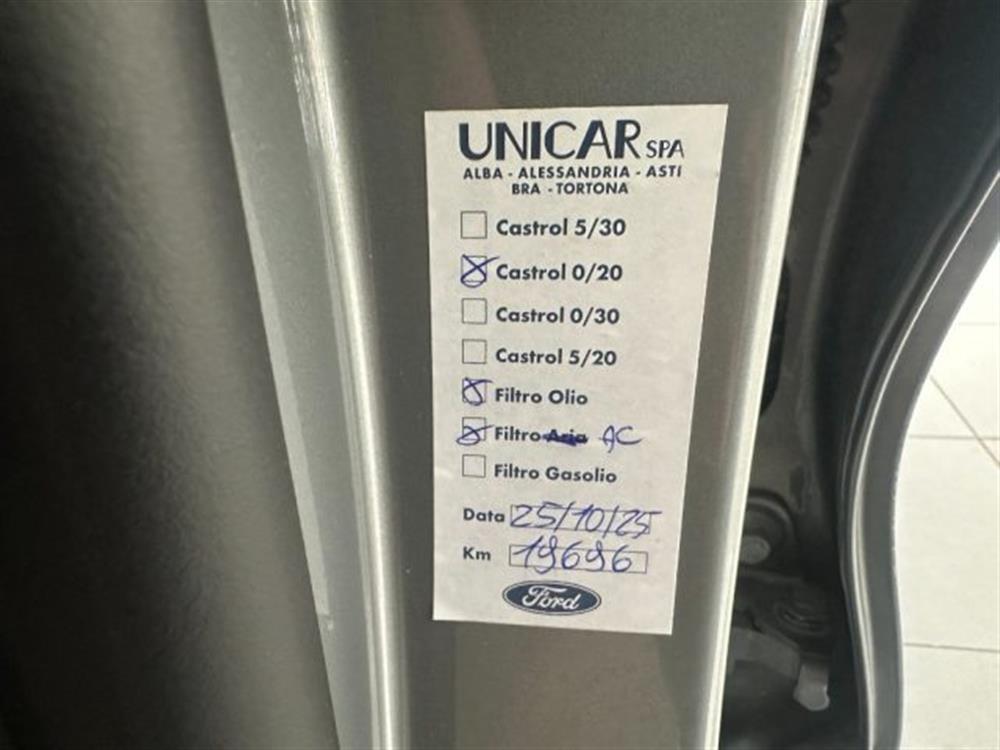 UNICAR SPA
ALBA - ALESSANDRIA - ASTI
BRA - TORTONA
Castrol 5/30
Castrol 0/20
Castrol 0/30
Castrol 5/20
Filtro Olio
Filtro Aria AC
Filtro Gasolio
Data 25/10/25
Km 19696
Ford